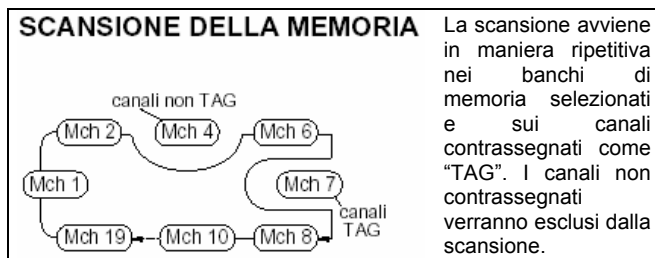 SCANSIONE DELLA MEMORIA
canali non TAG
Mch 2
Mch 4
Mch 6
Mch 1
Mch 7
canali
TAG
Mch 19
Mch 10
Mch 8
La scansione avviene
in maniera ripetitiva
nei banchi di
memoria selezionati
e sui canali
contrassegnati come
“TAG”. I canali non
contrassegnati
verranno esclusi dalla
scansione.